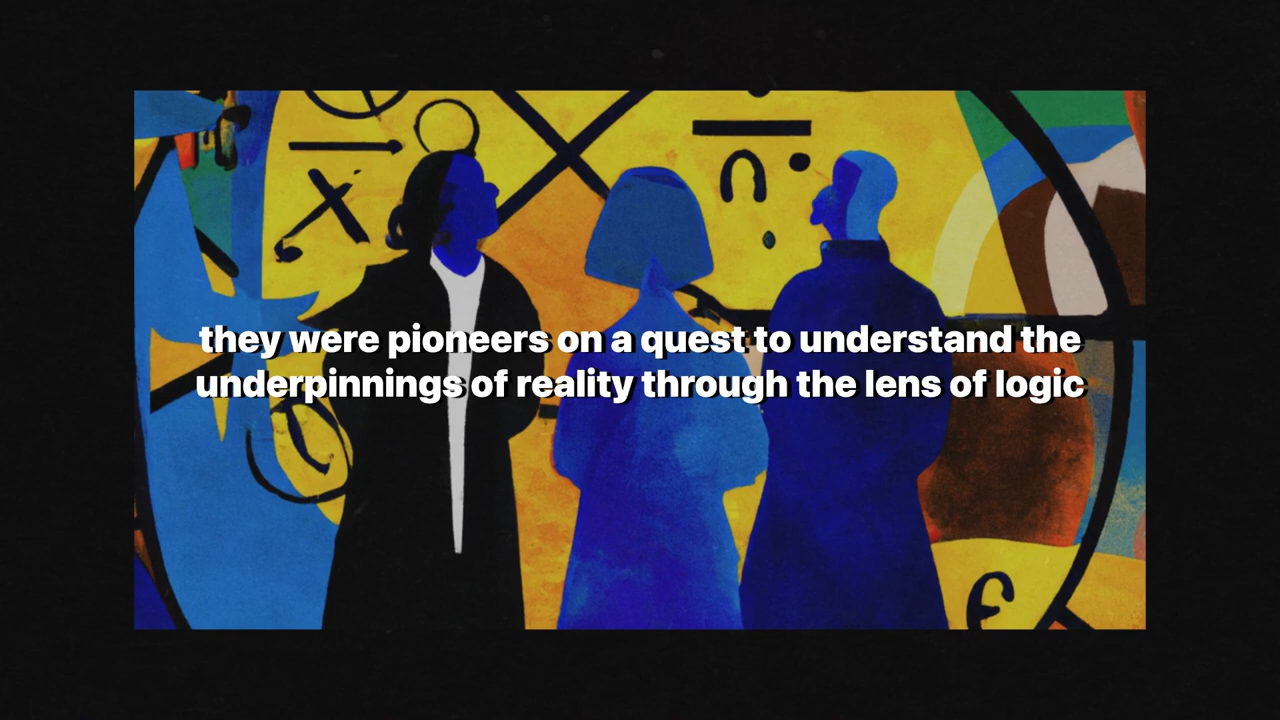 they were pioneers on a quest to understand the
underpinnings of reality through the lens of logic